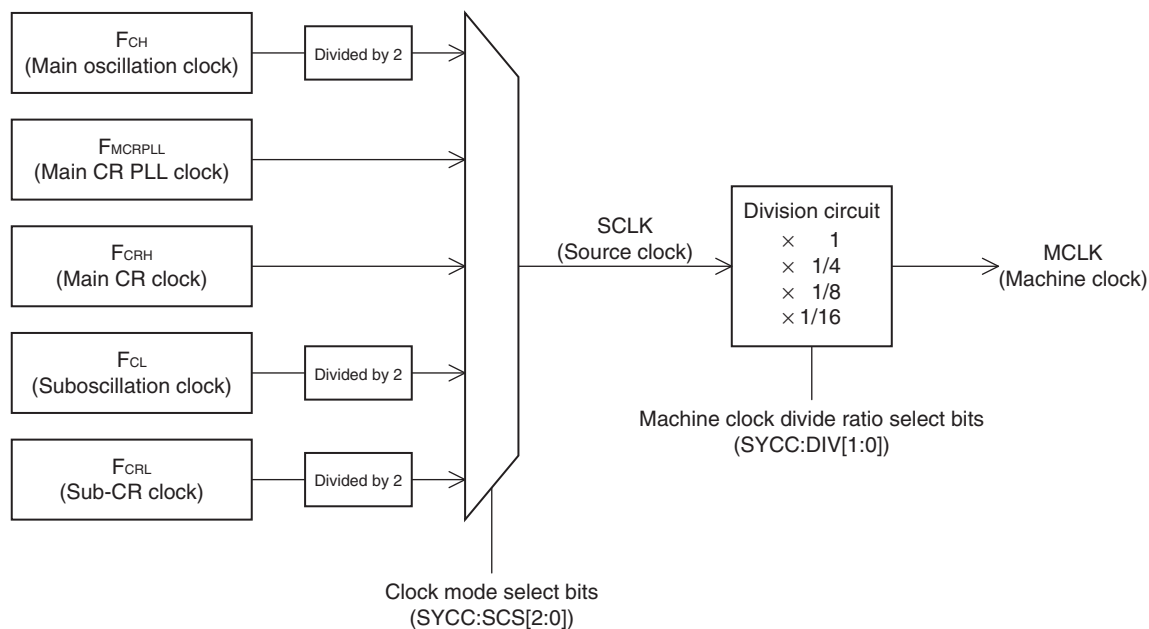 FCH
(Main oscillation clock)
Divided by 2
FMCRPLL
(Main CR PLL clock)
FCRH
(Main CR clock)
FCL
(Suboscillation clock)
Divided by 2
FCRL
(Sub-CR clock)
Divided by 2
Clock mode select bits
(SYCC:SCS[2:0])
SCLK
(Source clock)
Division circuit
× 1
× 1/4
× 1/8
× 1/16
Machine clock divide ratio select bits
(SYCC:DIV[1:0])
MCLK
(Machine clock)